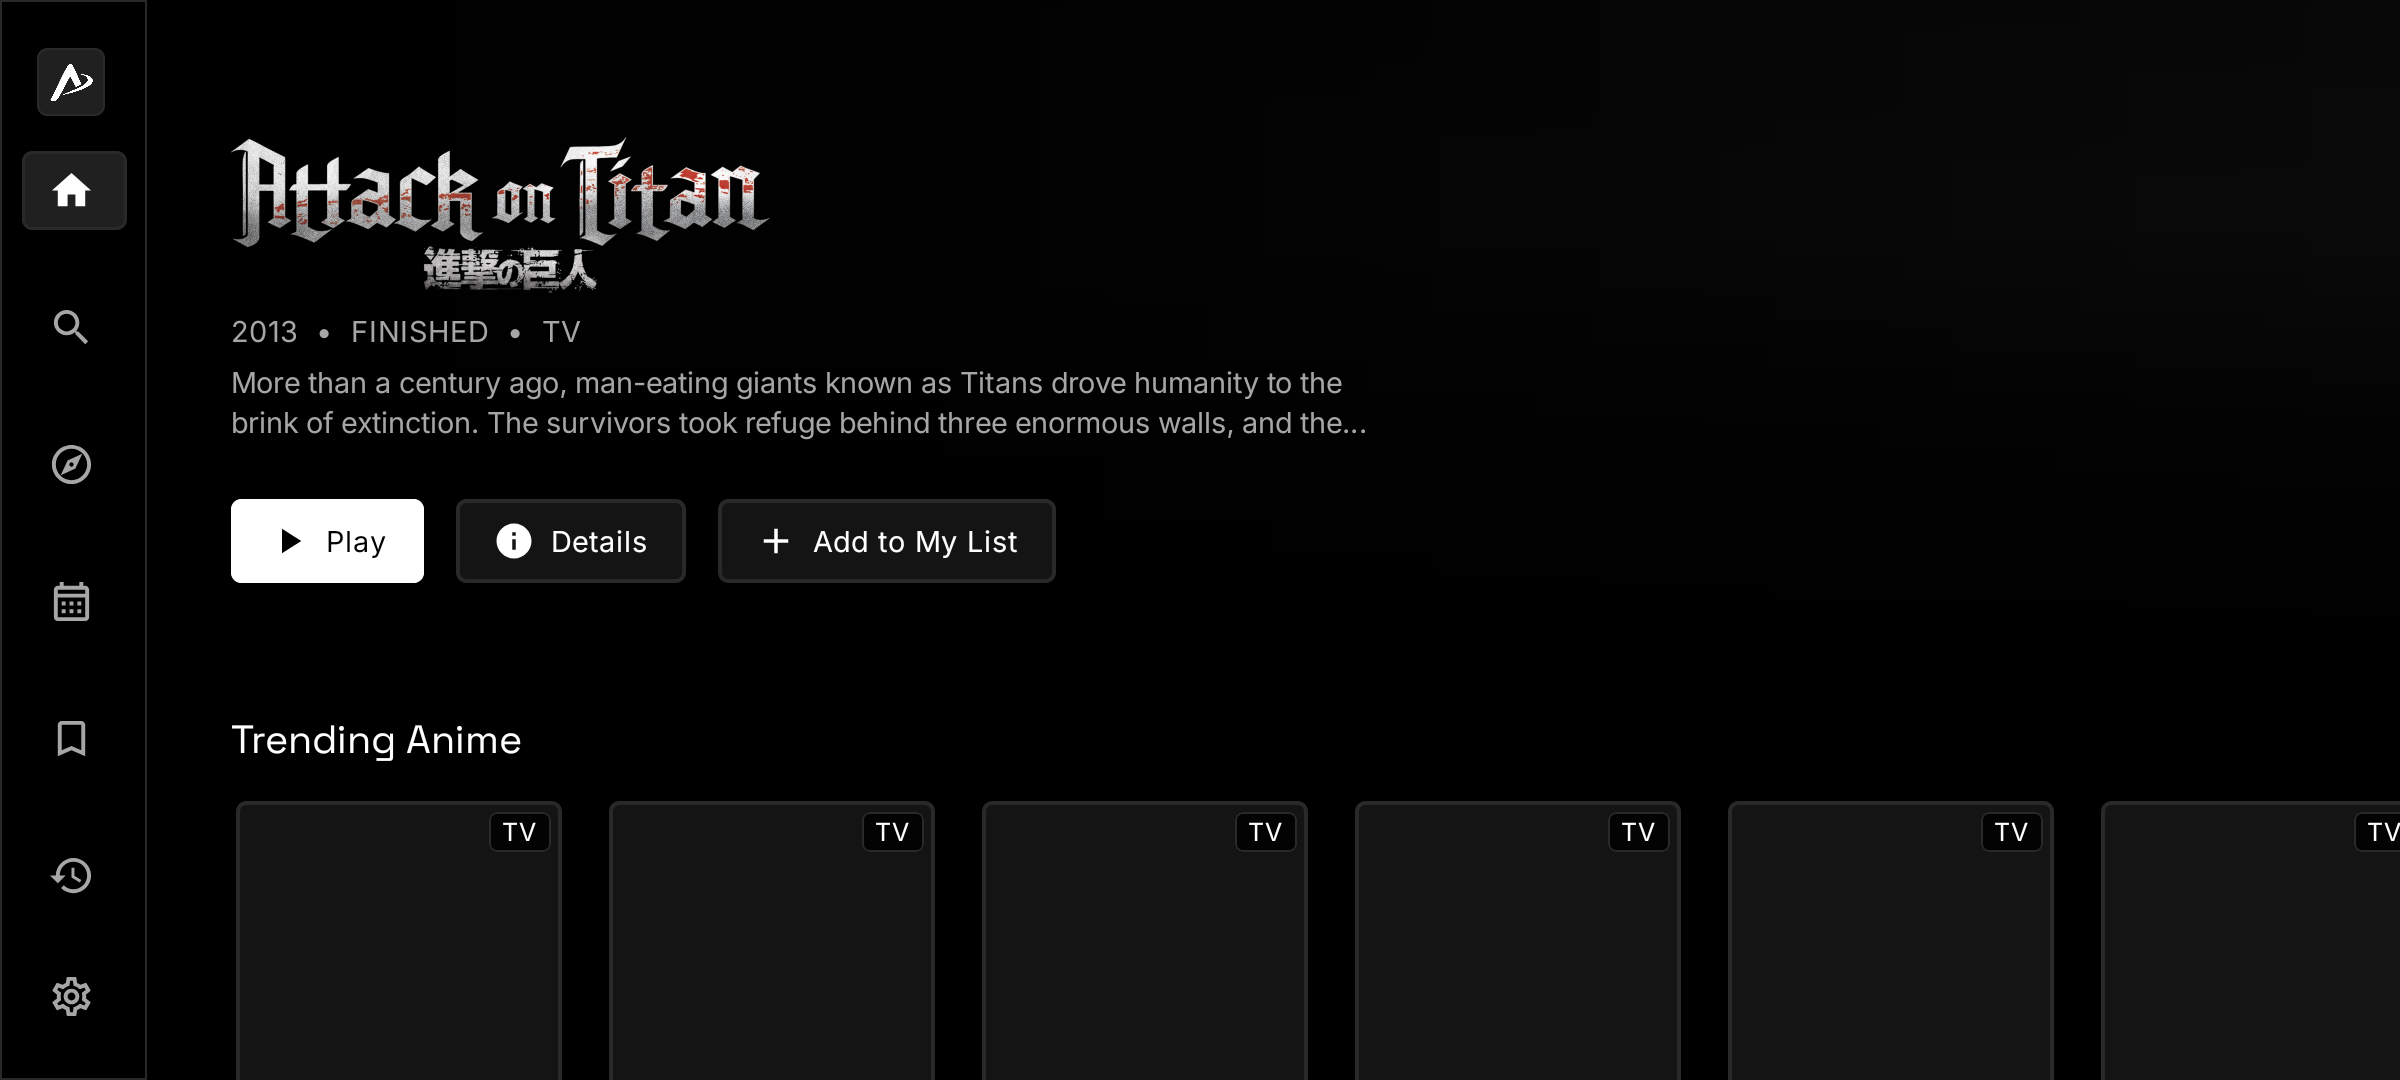 Attack on Titan
進撃の巨人
2013 • FINISHED • TV
More than a century ago, man-eating giants known as Titans drove humanity to the
brink of extinction. The survivors took refuge behind three enormous walls, and the...
Play Details Add to My List
Trending Anime
TV TV TV TV TV TV